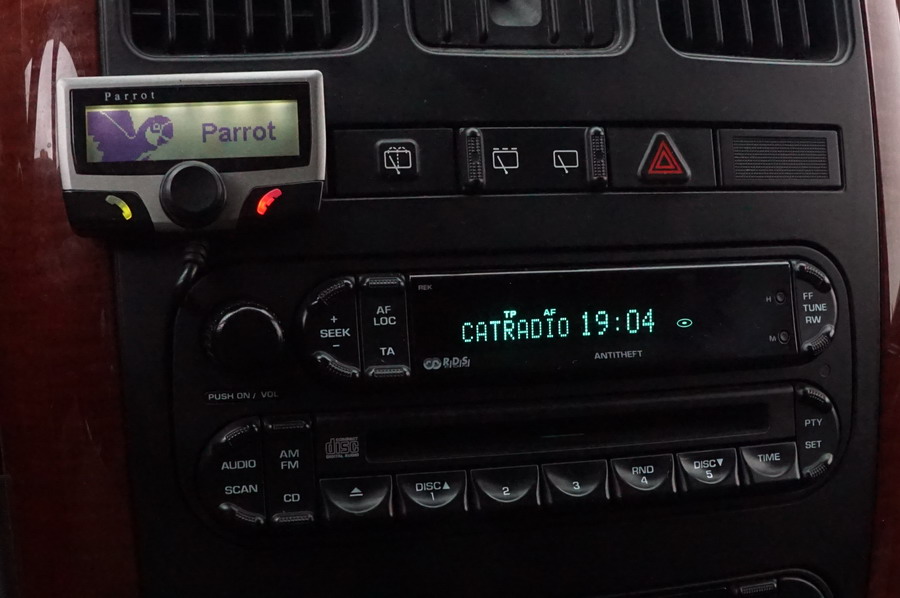 Parrot
Parrot
REK
FF
TUNE
RW
+
SEEK
-
AF
LOC
TA
TP AF
CATRADIO 19:04
H
M
CD R.D.S
ANTITHEFT
PUSH ON / VOL
AUDIO
SCAN
AM
FM
CD
COMPACT
disc
DIGITAL AUDIO
DISC▲
1
2
3
RND
4
DISC▼
5
TIME
PTY
SET